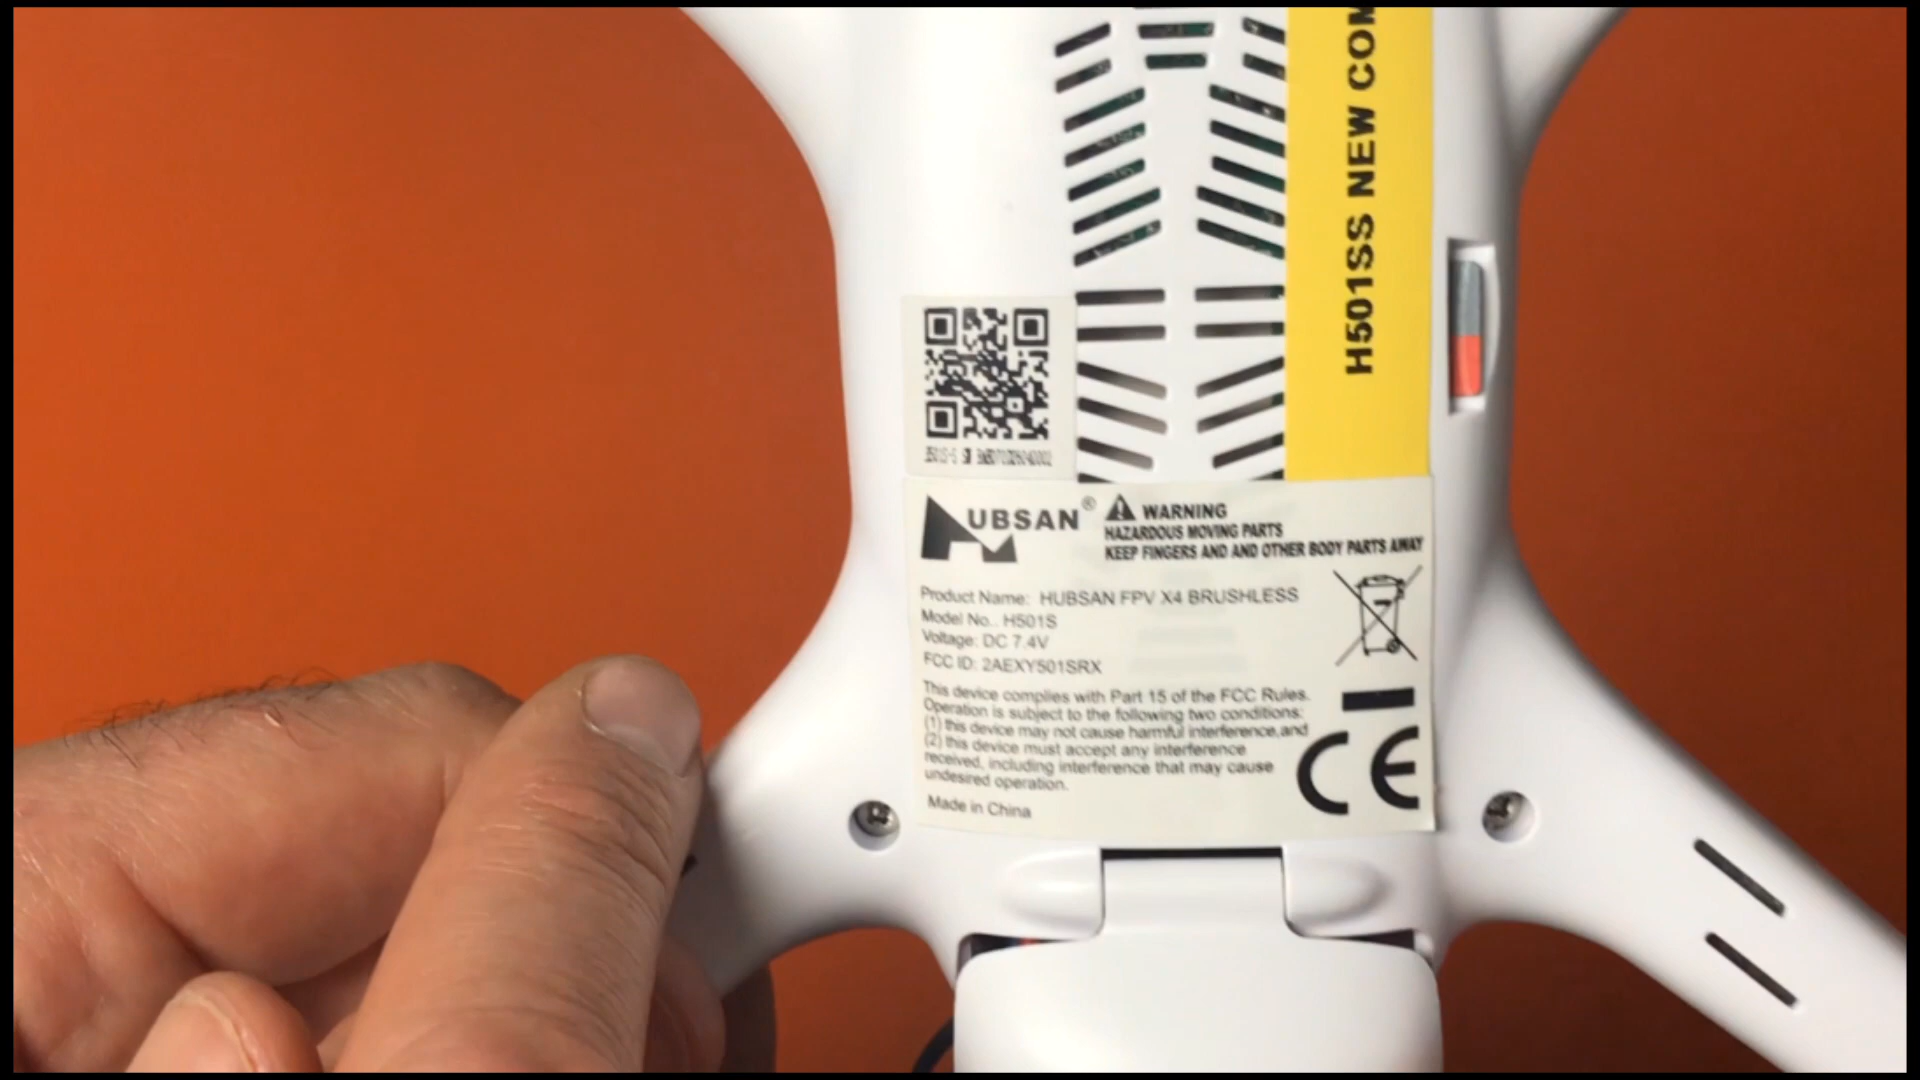 H501SS NEW COM
UBSAN®
WARNING
HAZARDOUS MOVING PARTS
KEEP FINGERS AND AND OTHER BODY PARTS AWAY
Product Name: HUBSAN FPV X4 BRUSHLESS
Model No.. H501S
Voltage: DC 7.4V
FCC ID: 2AEXY501SRX
This device complies with Part 15 of the FCC Rules.
Operation is subject to the following two conditions:
(1) this device may not cause harmful interference,and
(2) this device must accept any interference
received, including interference that may cause
undesired operation.
Made in China
CE